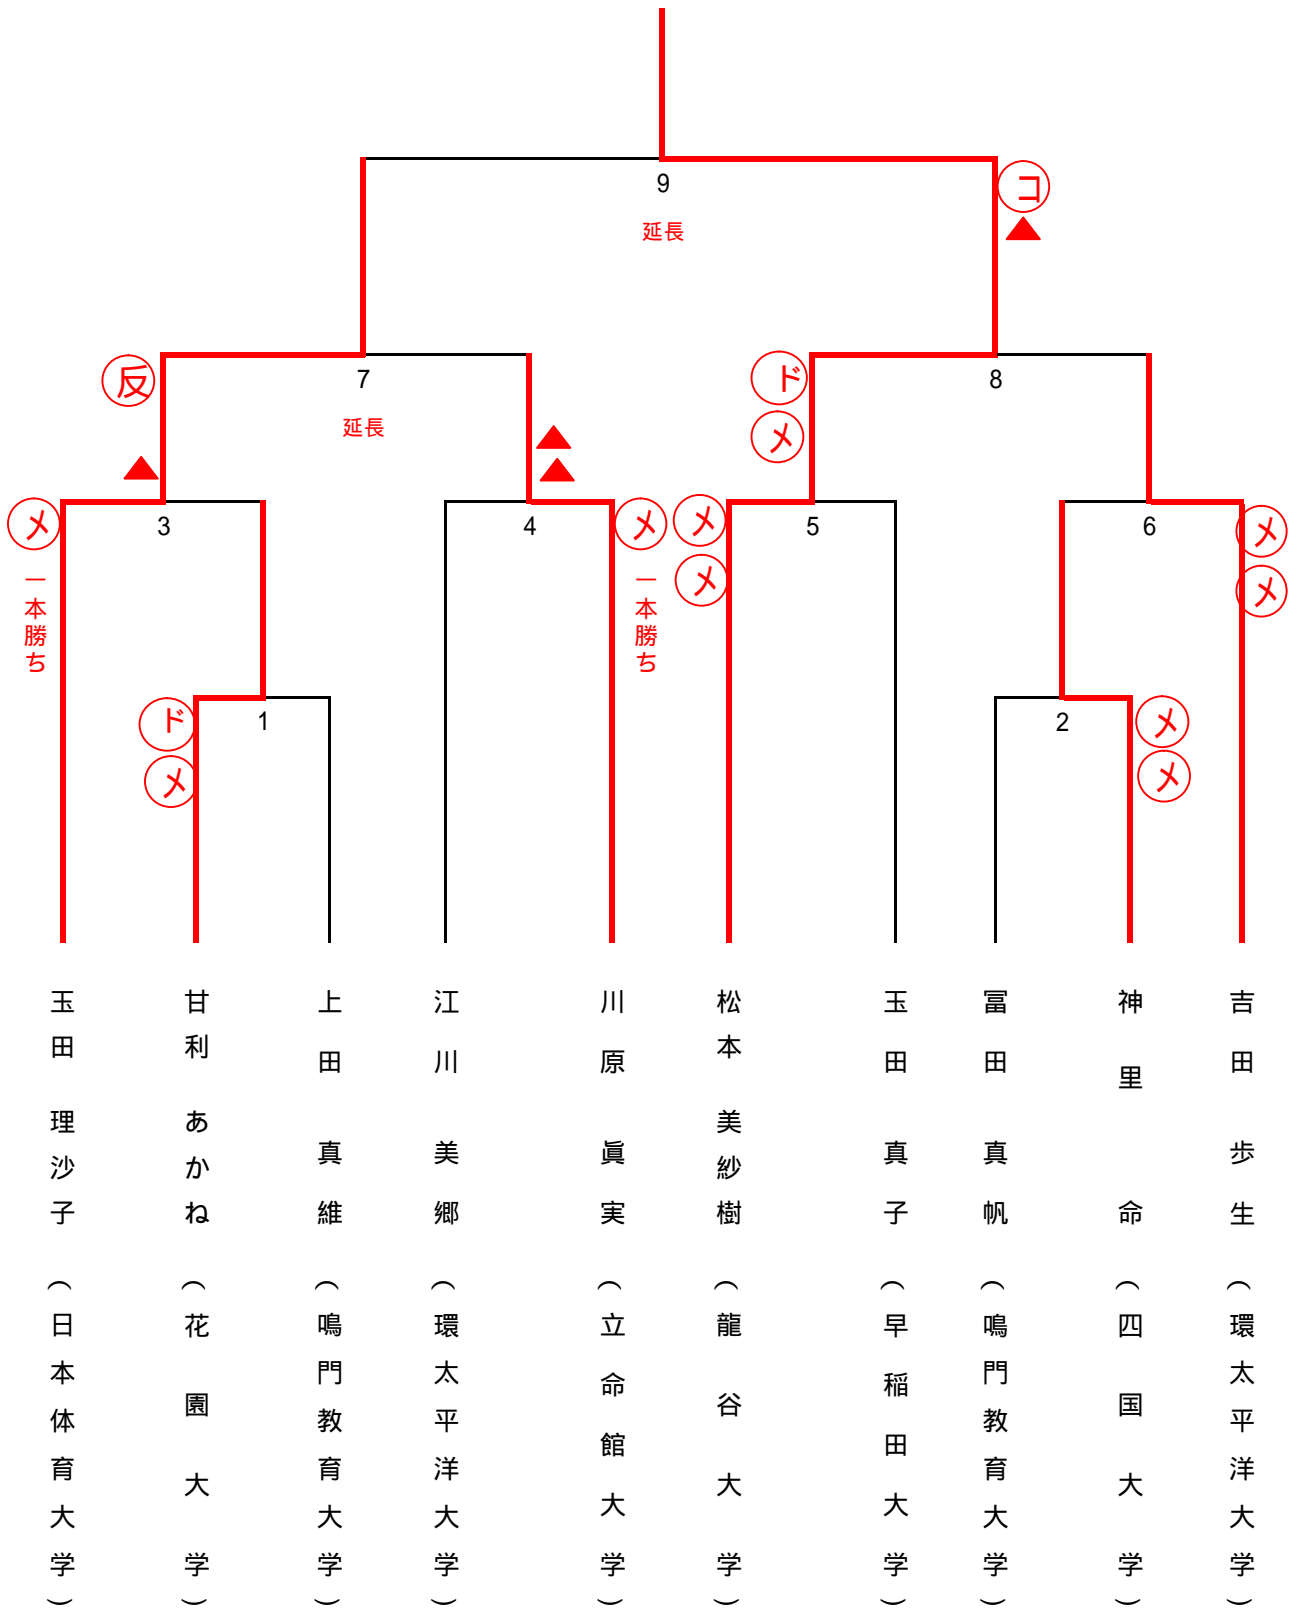 9
延長
コ
▲
反
7
延長
▲
▲
▲
ド
メ
8
メ
3
一本勝ち
4
メ
一本勝ち
メ
メ
5
6
メ
メ
ド
メ
1
2
メ
メ
玉田 理沙子（日本体育大学）
甘利 あかね（花園大学）
上田 真維（鳴門教育大学）
江川 美郷（環太平洋大学）
川原 眞実（立命館大学）
松本 美紗樹（龍谷大学）
玉田 真子（早稲田大学）
冨田 真帆（鳴門教育大学）
神里 命（四国大学）
吉田 歩生（環太平洋大学）